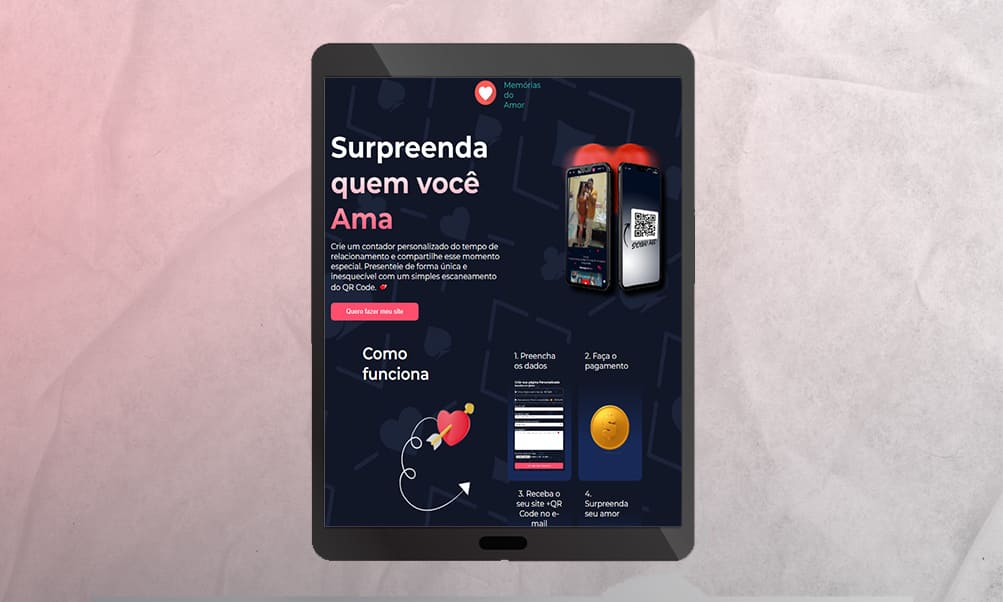 Memórias
do
Amor
Surpreenda
quem você
Ama
Crie um contador personalizado do tempo de
relacionamento e compartilhe esse momento
especial. Presenteie de forma única e
inesquecível com um simples escaneamento
do QR Code.
Quero fazer meu site
Como
funciona
1. Preencha
os dados
2. Faça o
pagamento
3. Receba o
seu site +QR
Code no e-
mail
4.
Surpreenda
seu amor